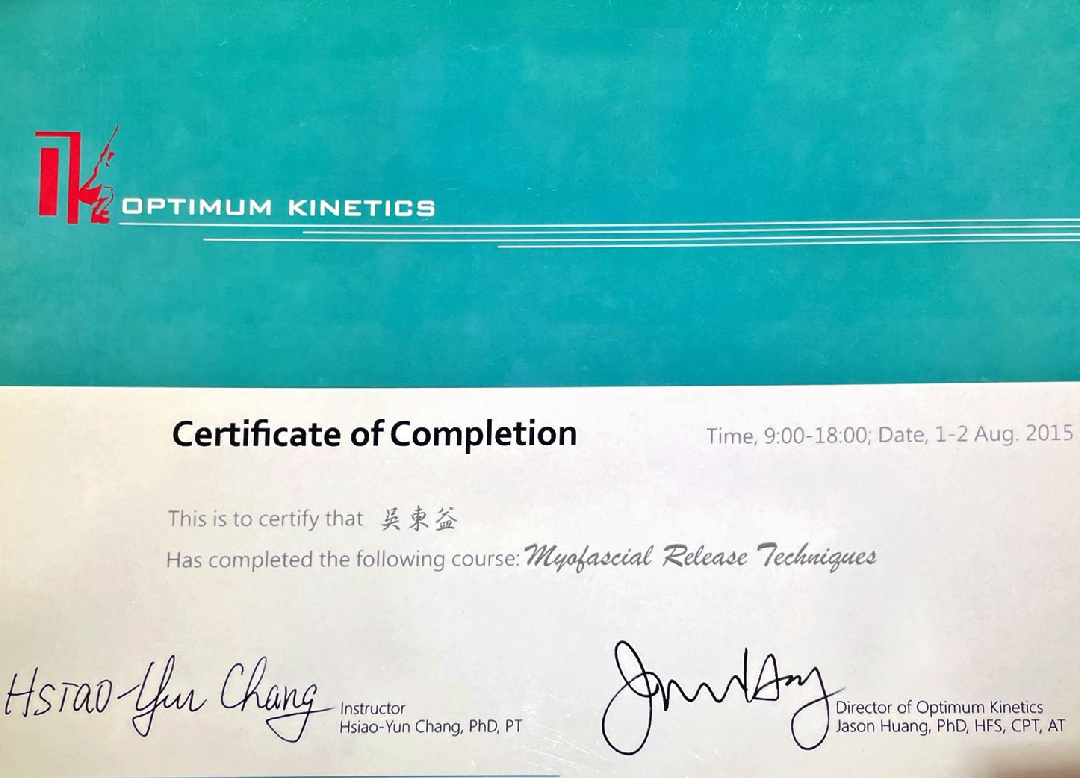 OPTIMUM KINETICS
Certificate of Completion
Time, 9:00-18:00; Date, 1-2 Aug. 2015
This is to certify that 吳東益
Has completed the following course: Myofascial Release Techniques
Hsiao-Yun Chang
Instructor
Hsiao-Yun Chang, PhD, PT
Director of Optimum Kinetics
Jason Huang, PhD, HFS, CPT, AT